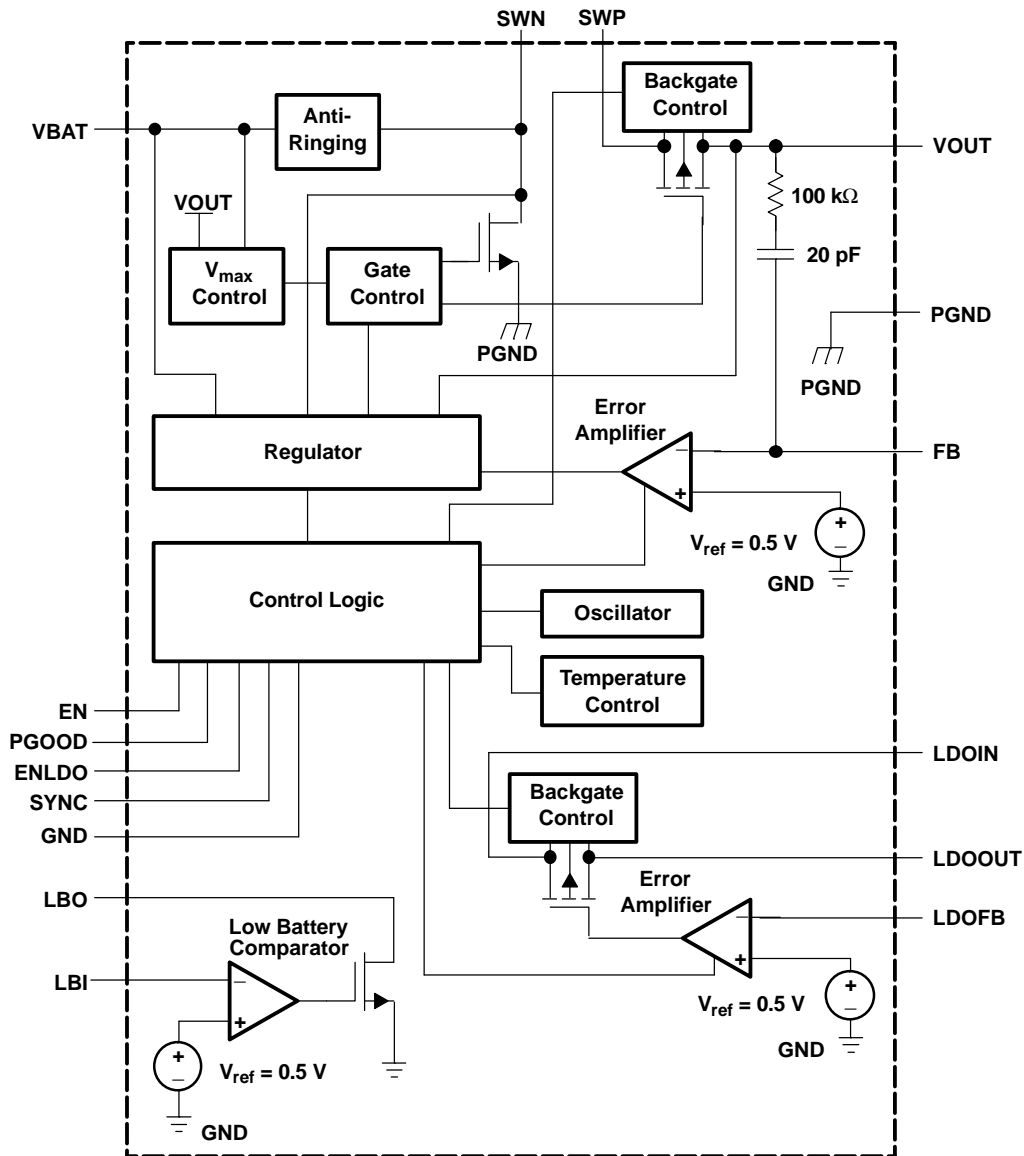 SWN
SWP
Backgate
Control
Anti-
Ringing
VBAT
VOUT
VOUT
100 kΩ
20 pF
Vmax
Control
Gate
Control
PGND
PGND
PGND
Error
Amplifier
Regulator
FB
−
+
Vref = 0.5 V
+
−
GND
Control Logic
Oscillator
Temperature
Control
EN
PGOOD
ENLDO
SYNC
GND
LDOIN
Backgate
Control
LDOOUT
Error
Amplifier
LBO
Low Battery
Comparator
LDOFB
−
+
LBI
−
+
Vref = 0.5 V
+
−
GND
+
−
Vref = 0.5 V
GND